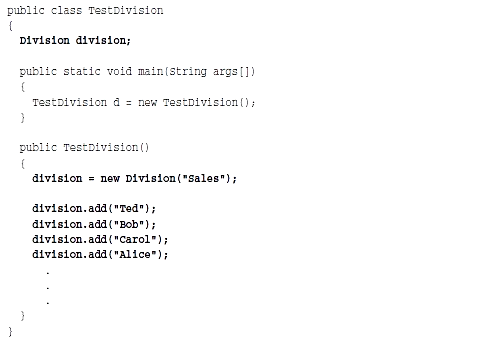 public class TestDivision
{
  Division division;

  public static void main(String args[])
  {
    TestDivision d = new TestDivision();
  }

  public TestDivision()
  {
    division = new Division("Sales");

    division.add("Ted");
    division.add("Bob");
    division.add("Carol");
    division.add("Alice");
      .
      .
      .
  }
}